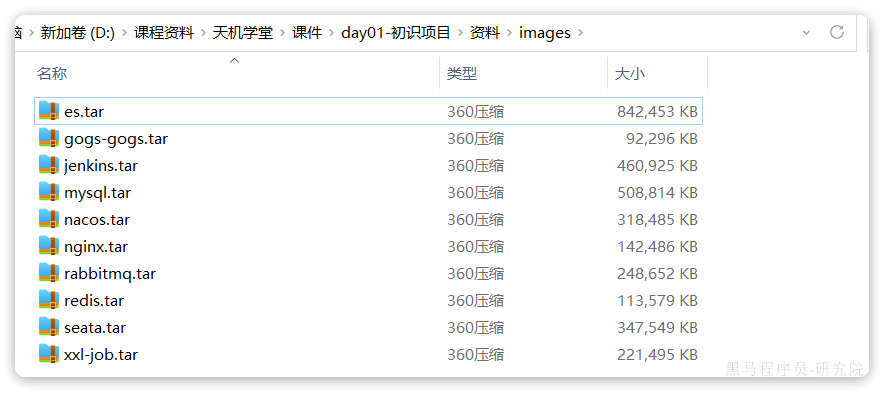 脑 › 新加卷 (D:) › 课程资料 › 天机学堂 › 课件 › day01-初识项目 › 资料 › images ›
名称 类型 大小
es.tar 360压缩 842,453 KB
gogs-gogs.tar 360压缩 92,296 KB
jenkins.tar 360压缩 460,925 KB
mysql.tar 360压缩 508,814 KB
nacos.tar 360压缩 318,485 KB
nginx.tar 360压缩 142,486 KB
rabbitmq.tar 360压缩 248,652 KB
redis.tar 360压缩 113,579 KB
seata.tar 360压缩 347,549 KB
xxl-job.tar 360压缩 221,495 KB
黑马程序员-研究院